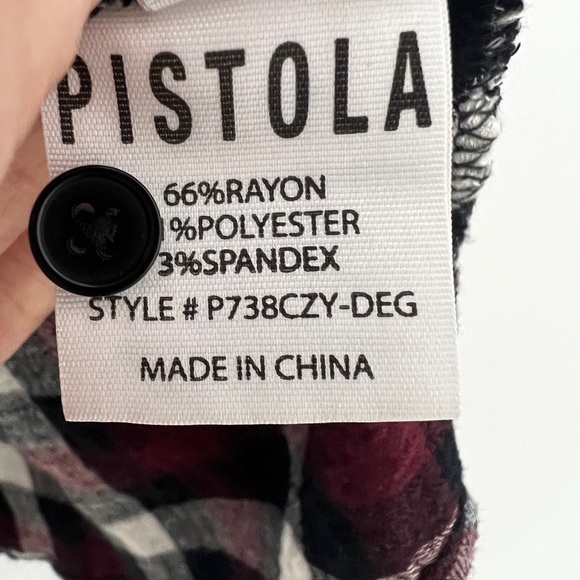 PISTOLA
66%RAYON
1%POLYESTER
3%SPANDEX
STYLE # P738CZY-DEG
MADE IN CHINA